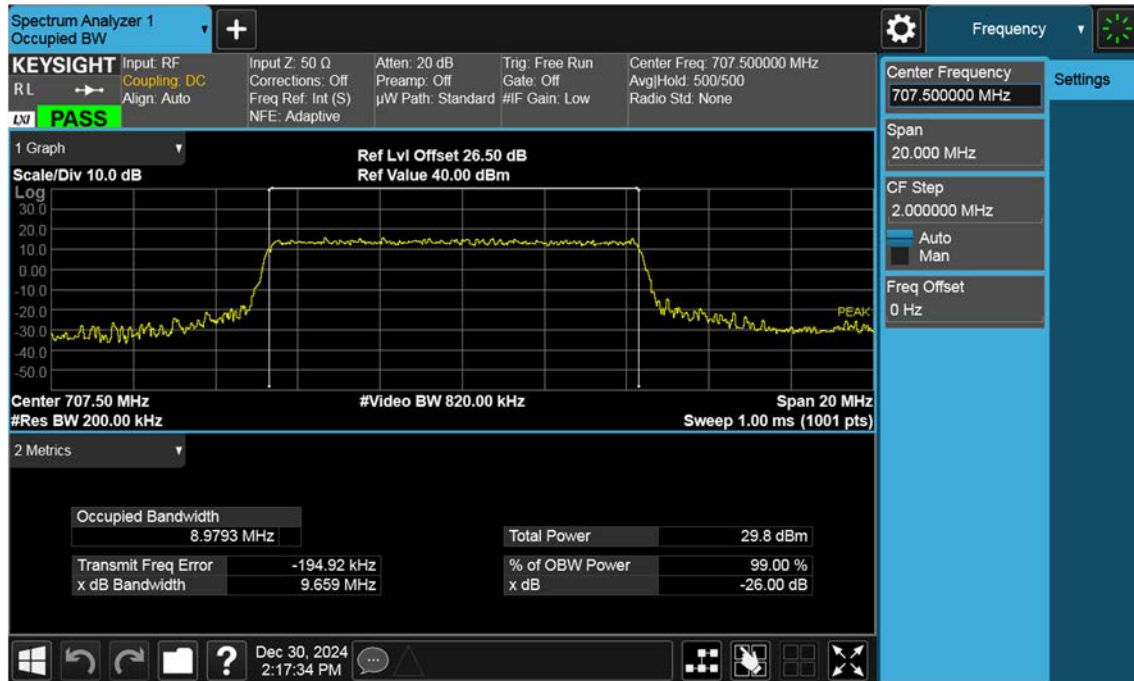 Spectrum Analyzer 1
Occupied BW
+
Frequency
KEYSIGHT
R L
LXI PASS
Input: RF
Coupling: DC
Align: Auto
Input Z: 50 Ω
Corrections: Off
Freq Ref: Int (S)
NFE: Adaptive
Atten: 20 dB
Preamp: Off
µW Path: Standard
Trig: Free Run
Gate: Off
#IF Gain: Low
Center Freq: 707.500000 MHz
Avg|Hold: 500/500
Radio Std: None
Center Frequency
707.500000 MHz
Settings
Span
20.000 MHz
CF Step
2.000000 MHz
Auto
Man
Freq Offset
0 Hz
1 Graph
Scale/Div 10.0 dB
Ref Lvl Offset 26.50 dB
Ref Value 40.00 dBm
Log
30.0
20.0
10.0
0.00
-10.0
-20.0
-30.0
-40.0
-50.0
PEAK
Center 707.50 MHz
#Video BW 820.00 kHz
Span 20 MHz
#Res BW 200.00 kHz
Sweep 1.00 ms (1001 pts)
2 Metrics
Occupied Bandwidth
8.9793 MHz
Total Power 29.8 dBm
Transmit Freq Error -194.92 kHz
% of OBW Power 99.00 %
x dB Bandwidth 9.659 MHz
x dB -26.00 dB
?
Dec 30, 2024
2:17:34 PM